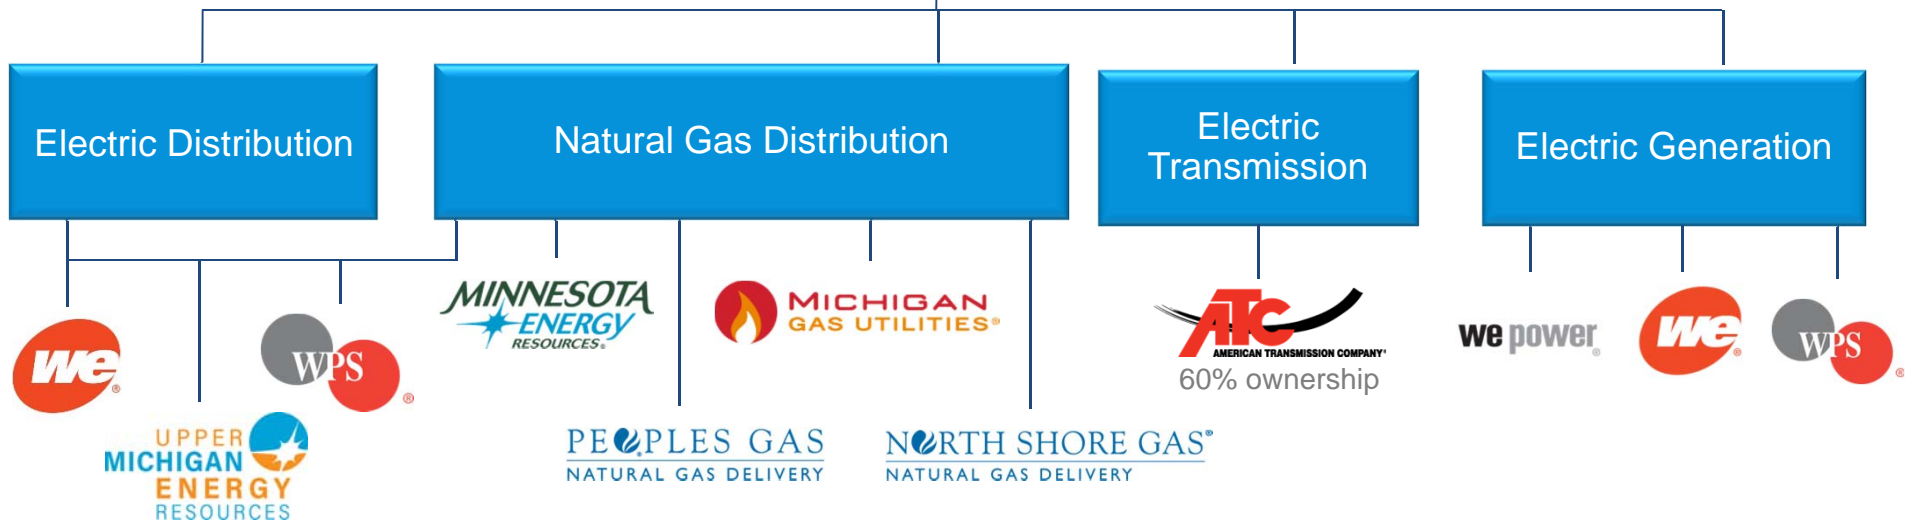 Electric Distribution
Natural Gas Distribution
Electric
Transmission
Electric Generation
we®
WPS®
UPPER
MICHIGAN
ENERGY
RESOURCES
MINNESOTA
ENERGY
RESOURCES®
MICHIGAN
GAS UTILITIES®
PEOPLES GAS
NATURAL GAS DELIVERY
NORTH SHORE GAS®
NATURAL GAS DELIVERY
ATC
AMERICAN TRANSMISSION COMPANY®
60% ownership
we power®
we®
WPS®